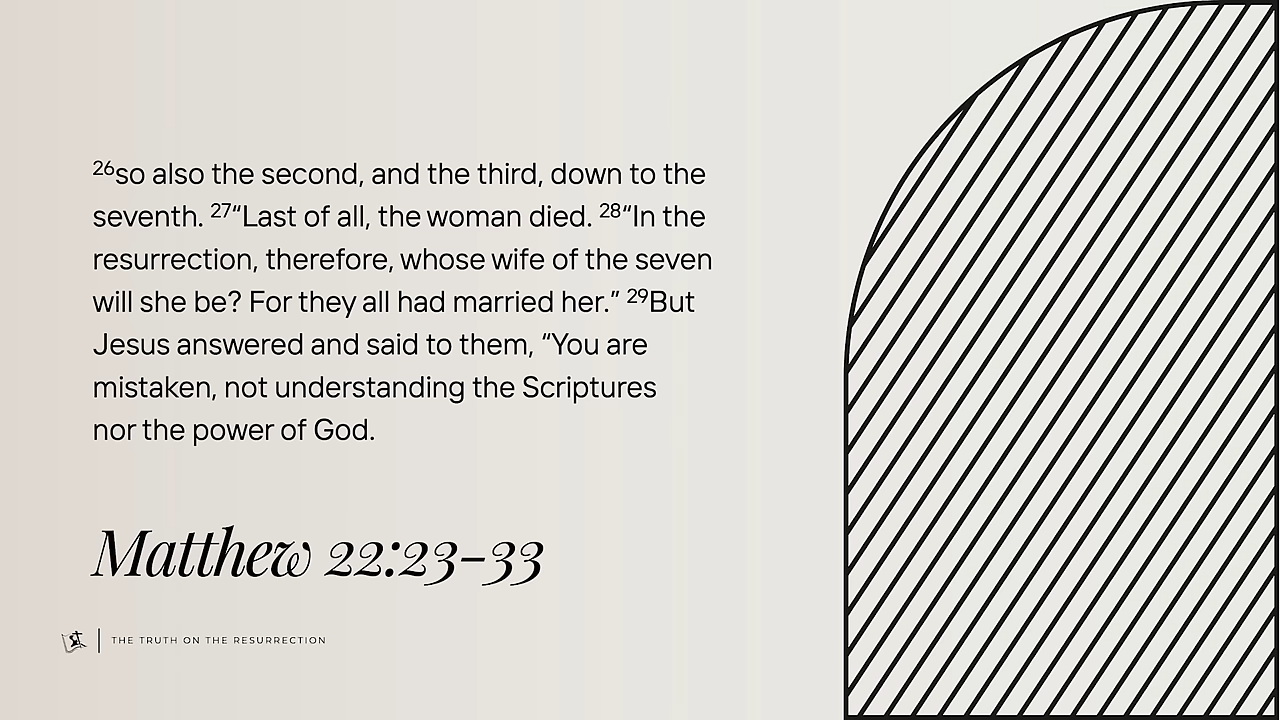 26so also the second, and the third, down to the
seventh. 27“Last of all, the woman died. 28“In the
resurrection, therefore, whose wife of the seven
will she be? For they all had married her.” 29But
Jesus answered and said to them, “You are
mistaken, not understanding the Scriptures
nor the power of God.
Matthew 22:23–33
THE TRUTH ON THE RESURRECTION